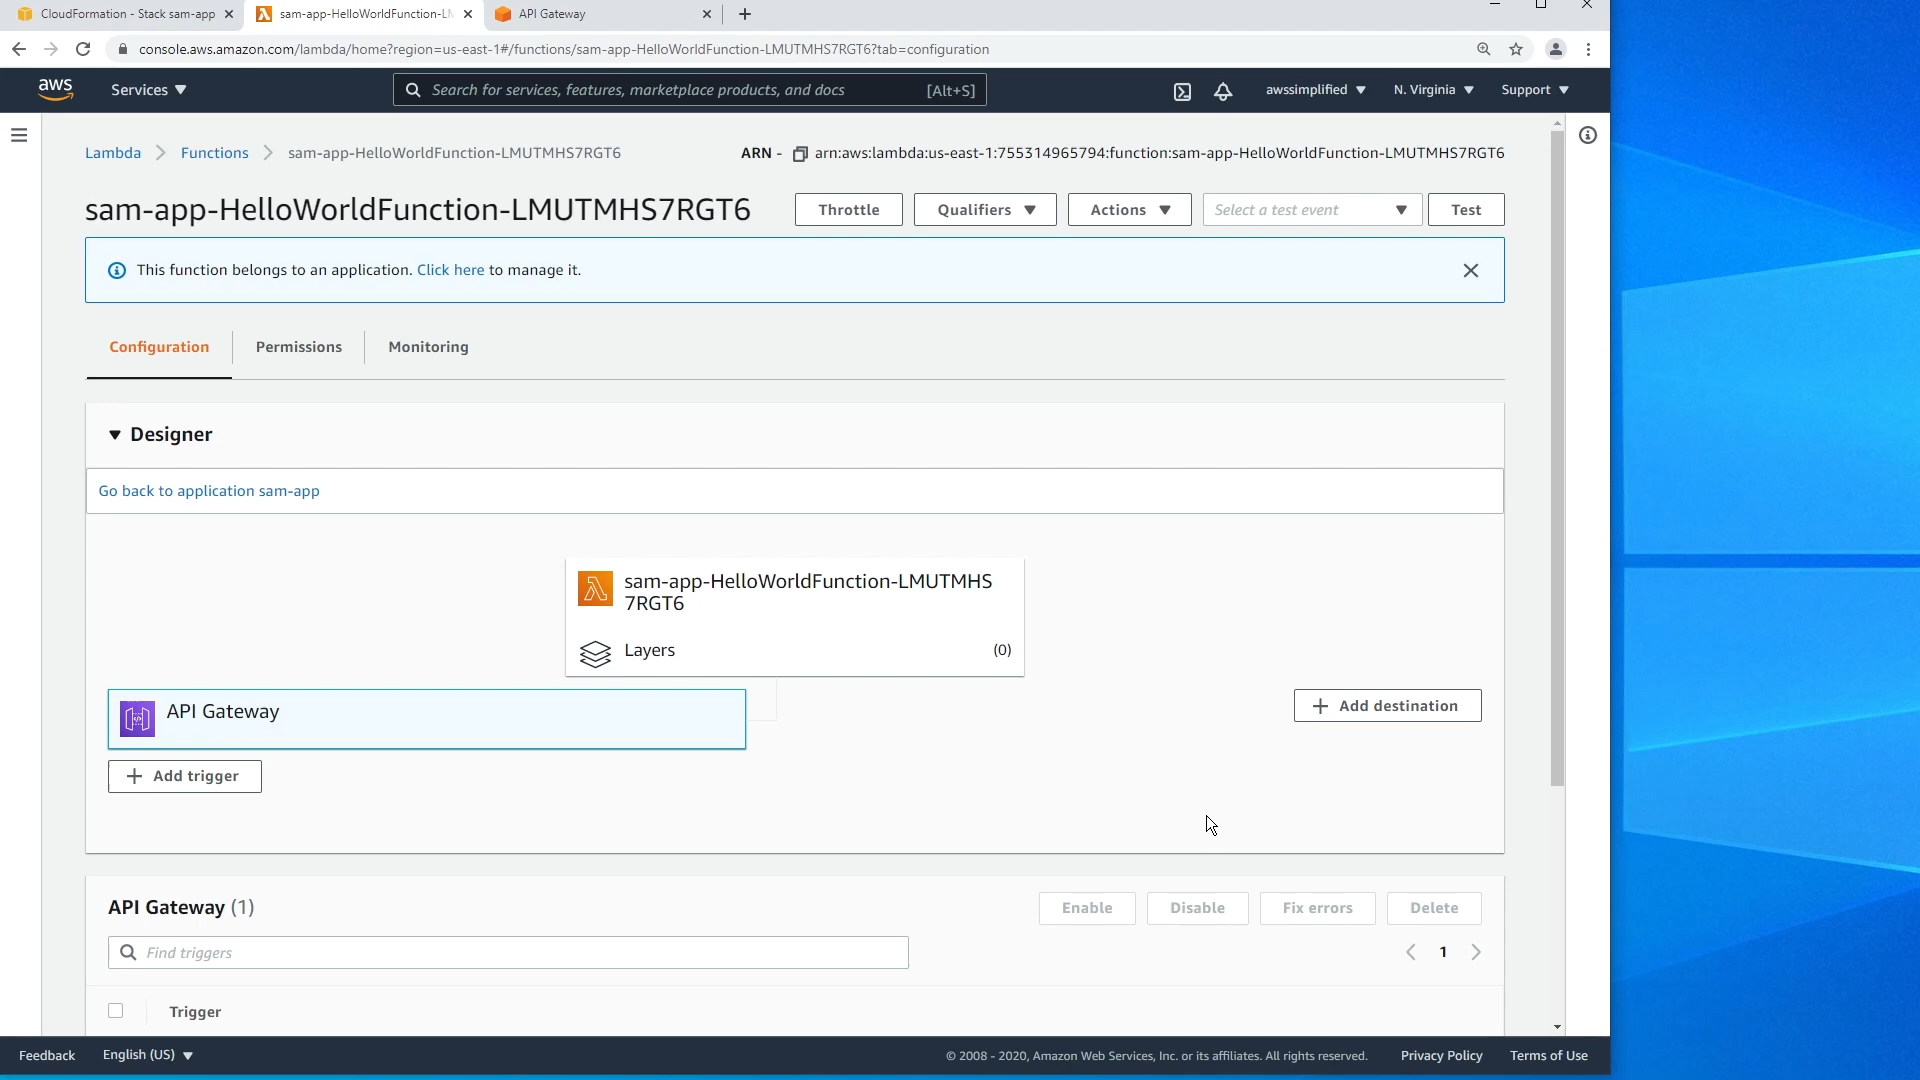 CloudFormation - Stack sam-app
sam-app-HelloWorldFunction-LM
API Gateway
console.aws.amazon.com/lambda/home?region=us-east-1#/functions/sam-app-HelloWorldFunction-LMUTMHS7RGT6?tab=configuration
aws
Services
Search for services, features, marketplace products, and docs
[Alt+S]
awssimplified
N. Virginia
Support
Lambda
Functions
sam-app-HelloWorldFunction-LMUTMHS7RGT6
ARN - arn:aws:lambda:us-east-1:755314965794:function:sam-app-HelloWorldFunction-LMUTMHS7RGT6
sam-app-HelloWorldFunction-LMUTMHS7RGT6
Throttle
Qualifiers
Actions
Select a test event
Test
This function belongs to an application. Click here to manage it.
Configuration
Permissions
Monitoring
Designer
Go back to application sam-app
sam-app-HelloWorldFunction-LMUTMHS
7RGT6
Layers
(0)
API Gateway
Add destination
Add trigger
API Gateway (1)
Enable
Disable
Fix errors
Delete
Find triggers
1
Trigger
Feedback
English (US)
© 2008 - 2020, Amazon Web Services, Inc. or its affiliates. All rights reserved.
Privacy Policy
Terms of Use